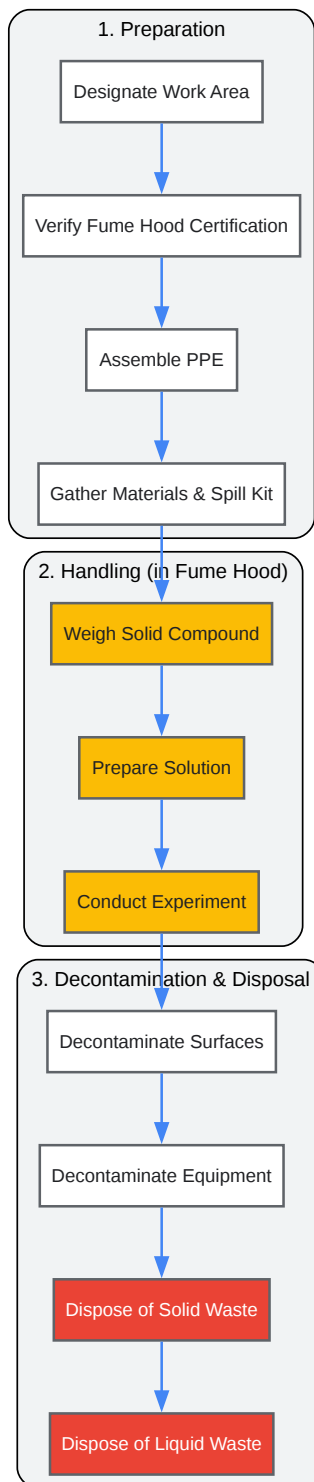 1. Preparation
Designate Work Area
Verify Fume Hood Certification
Assemble PPE
Gather Materials & Spill Kit
2. Handling (in Fume Hood)
Weigh Solid Compound
Prepare Solution
Conduct Experiment
3. Decontamination & Disposal
Decontaminate Surfaces
Decontaminate Equipment
Dispose of Solid Waste
Dispose of Liquid Waste